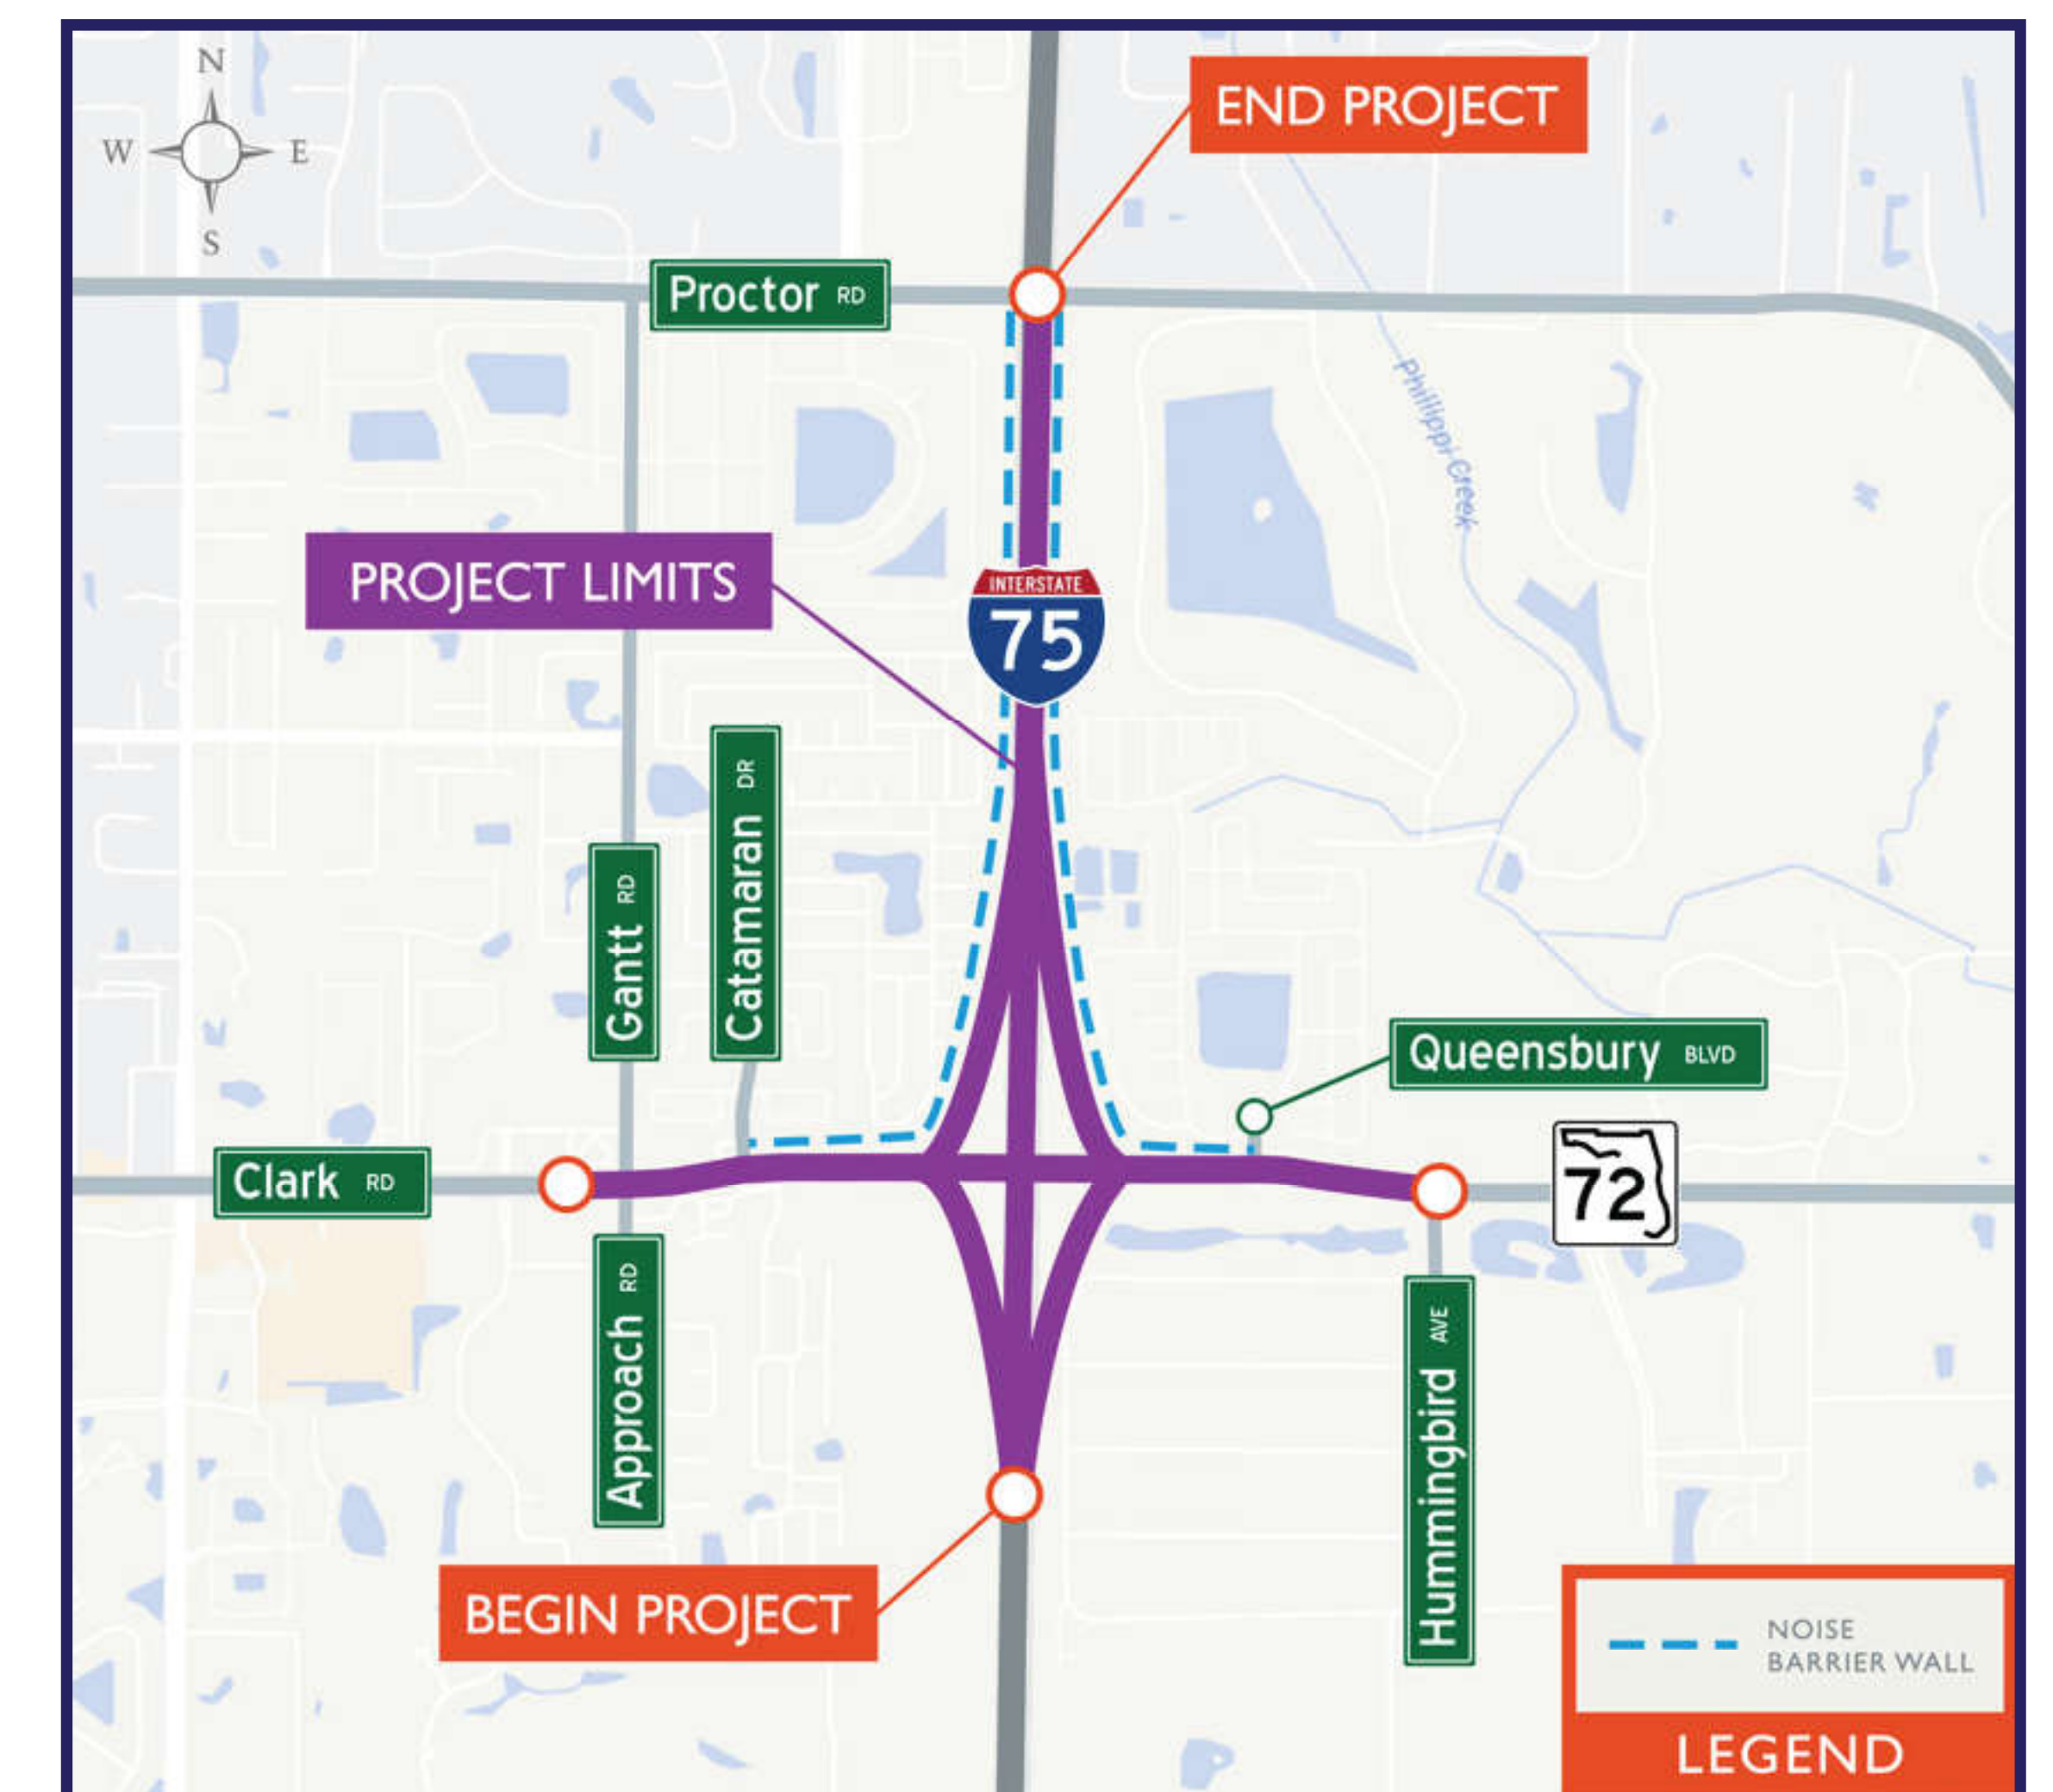 N
W E
S
END PROJECT
Proctor RD
Phillippi Creek
PROJECT LIMITS
INTERSTATE
75
Catamaran DR
Gantt RD
Queensbury BLVD
Clark RD
72
Approach RD
Hummingbird AVE
BEGIN PROJECT
NOISE
BARRIER WALL
LEGEND